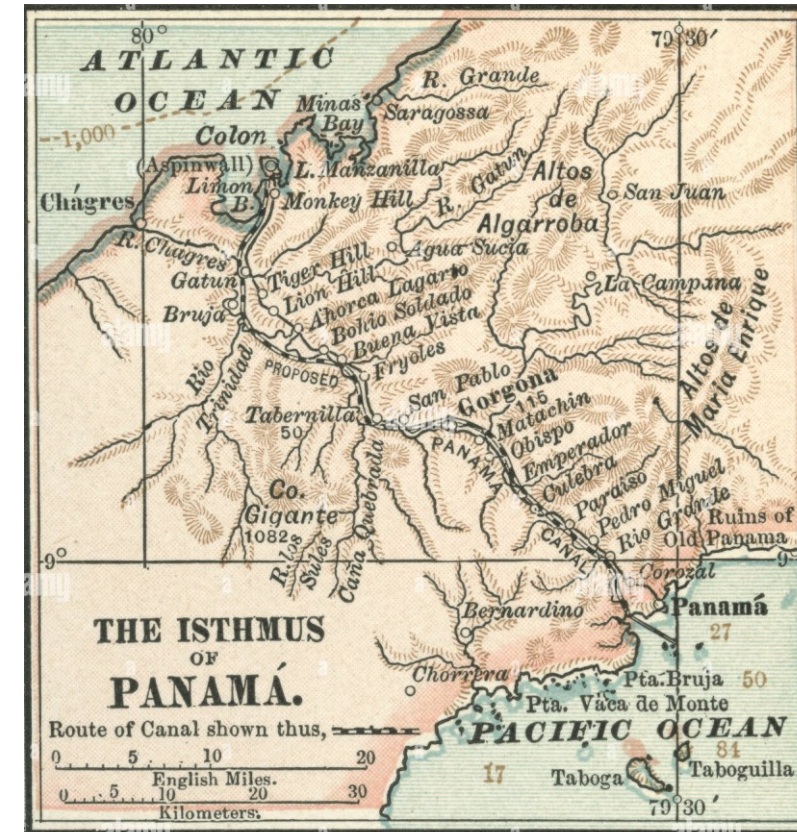 80°
79°30'
ATLANTIC
OCEAN
1,000
R. Grande
Minas
Bay
Saragossa
Colon
(Aspinwall)
L. Manzanilla
Limon
B.
Monkey Hill
R. Gatun
Altos
de
Algarroba
San Juan
Chágres
R. Chagres
Gatun
Agua Sucia
Tiger Hill
Lion Hill
Ahorca Lagarto
Bohio Soldado
Buena Vista
Fryoles
La Campana
Altos de
Maria Enrique
Bruja
Rio
Trinidad
PROPOSED
PANAMA
CANAL
San Pablo
Gorgona
115
Matachin
Obispo
Emperador
Culebra
Paraiso
Pedro Miguel
Rio Grande
Tabernilla
50
Co.
Gigante
1082
R. los
Sules
Caña Quebrada
Ruins of
Old Panama
9°
9°
Corozal
Panamá
27
Bernardino
Chorrera
Pta. Bruja
50
Pta. Vaca de Monte
PACIFIC OCEAN
84
17
Taboga
Taboguilla
79°30'
THE ISTHMUS
OF
PANAMÁ.
Route of Canal shown thus,
0 5 10 20
English Miles.
0 5 10 20 30
Kilometers.
alamy